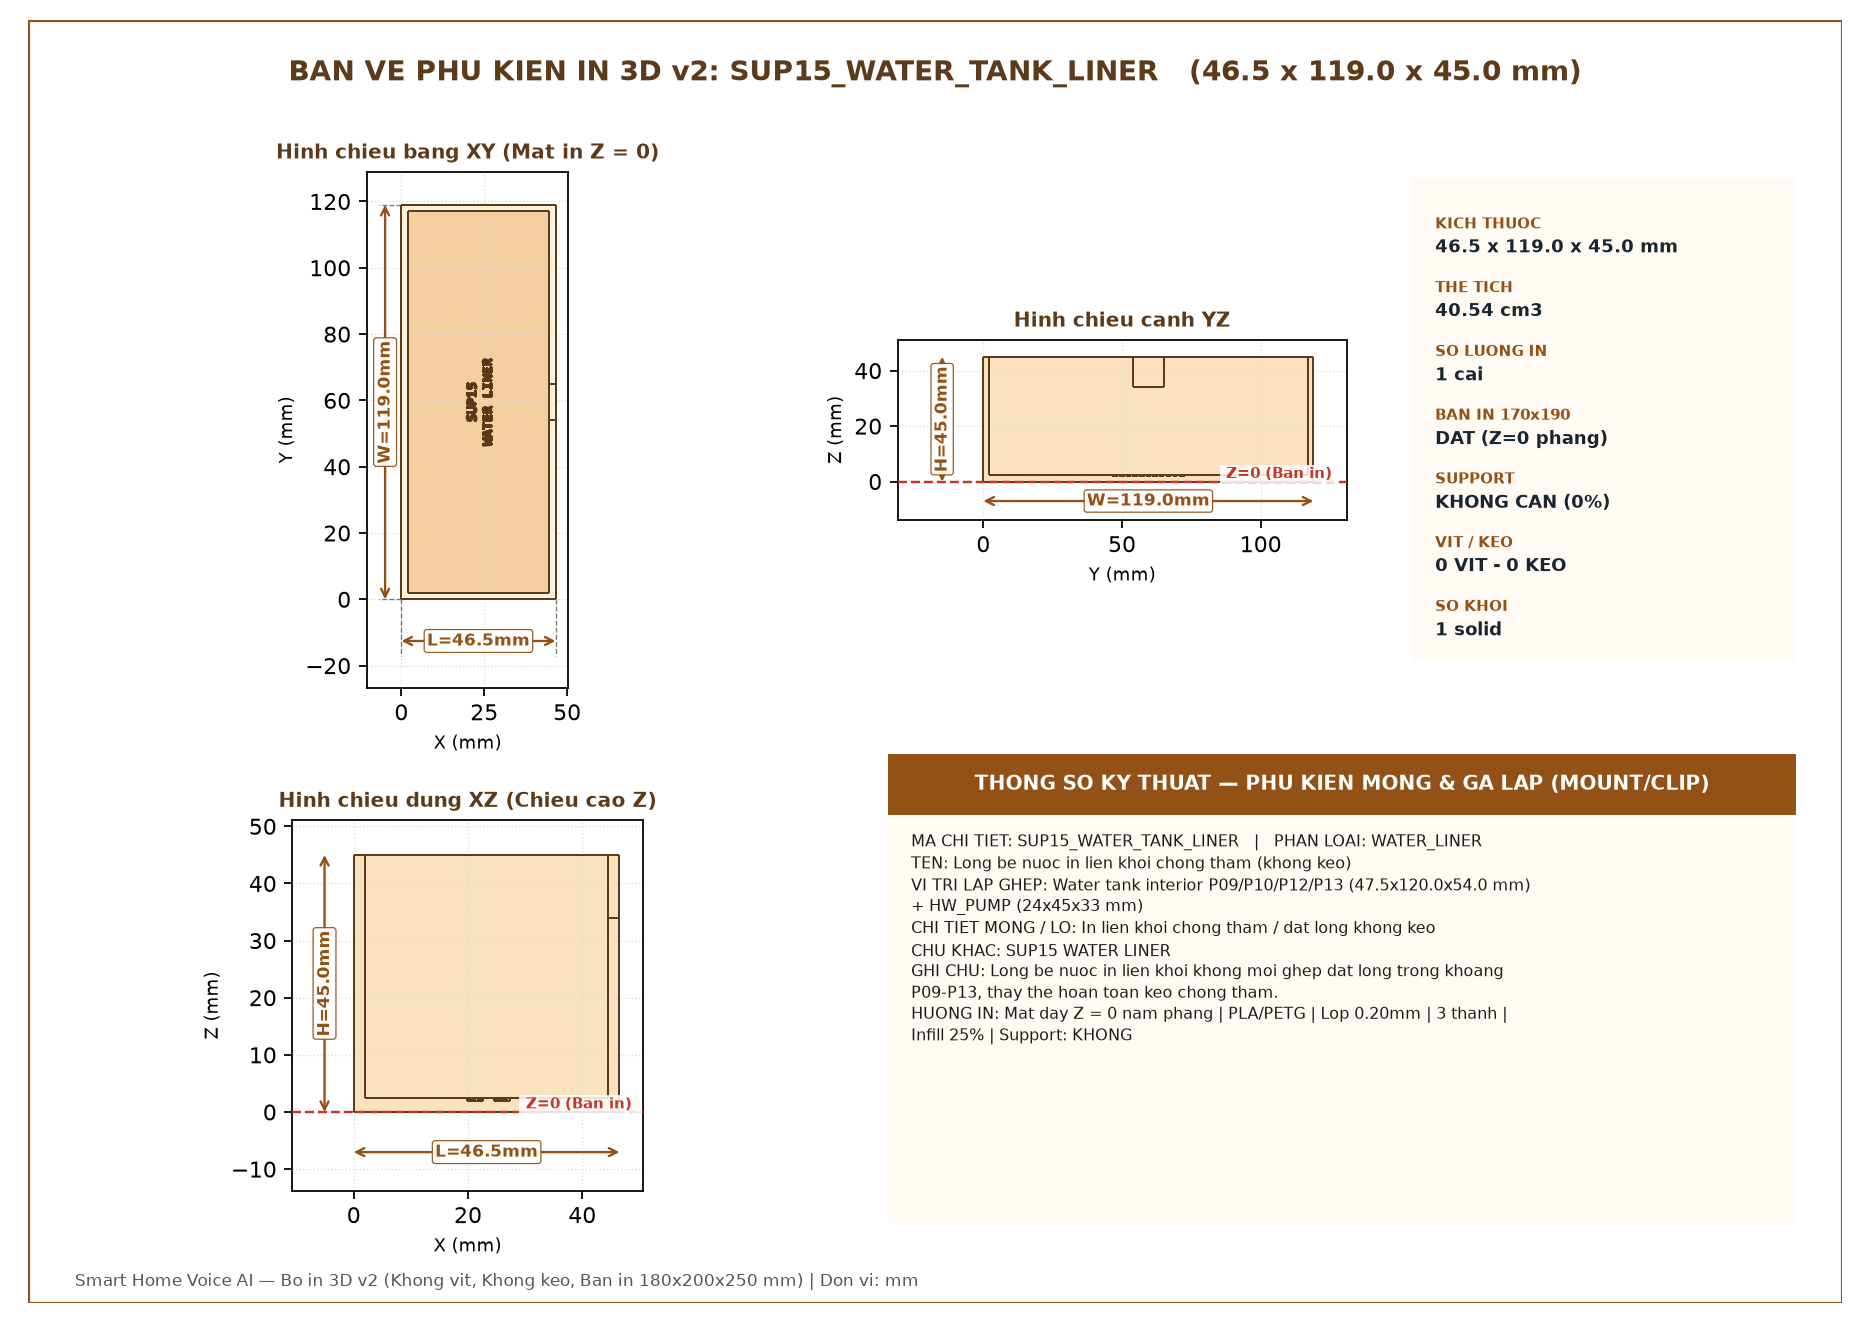 BAN VE PHU KIEN IN 3D v2: SUP15_WATER_TANK_LINER (46.5 x 119.0 x 45.0 mm)
Hinh chieu bang XY (Mat in Z = 0)
120
100
80
60
40
20
0
−20
Y (mm)
W=119.0mm
SUP15
WATER LINER
L=46.5mm
0 25 50
X (mm)
Hinh chieu canh YZ
40
20
0
Z (mm)
H=45.0mm
Z=0 (Ban in)
W=119.0mm
0 50 100
Y (mm)
KICH THUOC
46.5 x 119.0 x 45.0 mm
THE TICH
40.54 cm3
SO LUONG IN
1 cai
BAN IN 170x190
DAT (Z=0 phang)
SUPPORT
KHONG CAN (0%)
VIT / KEO
0 VIT - 0 KEO
SO KHOI
1 solid
Hinh chieu dung XZ (Chieu cao Z)
50
40
30
20
10
0
−10
Z (mm)
H=45.0mm
Z=0 (Ban in)
L=46.5mm
0 20 40
X (mm)
THONG SO KY THUAT — PHU KIEN MONG & GA LAP (MOUNT/CLIP)
MA CHI TIET: SUP15_WATER_TANK_LINER | PHAN LOAI: WATER_LINER
TEN: Long be nuoc in lien khoi chong tham (khong keo)
VI TRI LAP GHEP: Water tank interior P09/P10/P12/P13 (47.5x120.0x54.0 mm)
+ HW_PUMP (24x45x33 mm)
CHI TIET MONG / LO: In lien khoi chong tham / dat long khong keo
CHU KHAC: SUP15 WATER LINER
GHI CHU: Long be nuoc in lien khoi khong moi ghep dat long trong khoang
P09-P13, thay the hoan toan keo chong tham.
HUONG IN: Mat day Z = 0 nam phang | PLA/PETG | Lop 0.20mm | 3 thanh |
Infill 25% | Support: KHONG
Smart Home Voice AI — Bo in 3D v2 (Khong vit, Khong keo, Ban in 180x200x250 mm) | Don vi: mm